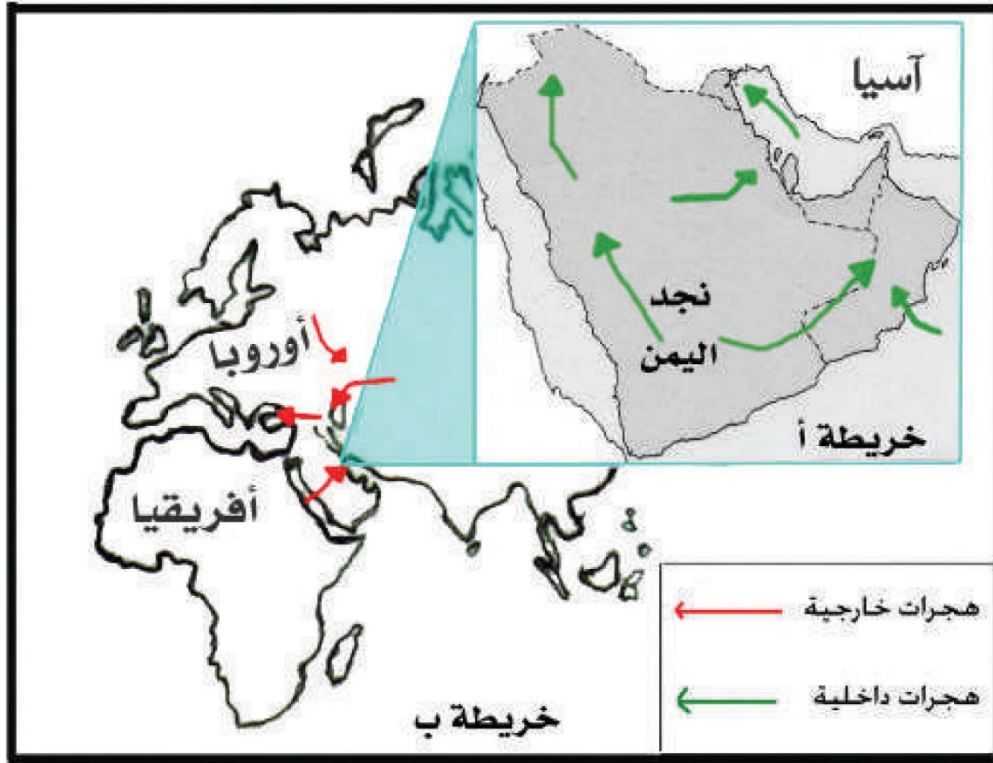 آسيا
نجد
اليمن
خريطة أ
أوروبا
أفريقيا
خريطة ب
هجرات خارجية
هجرات داخلية